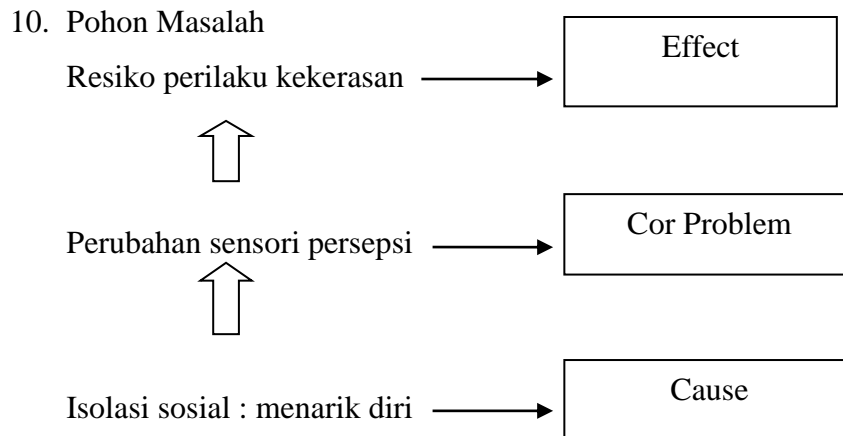 10. Pohon Masalah
Resiko perilaku kekerasan
Effect
Perubahan sensori persepsi
Cor Problem
Isolasi sosial : menarik diri
Cause